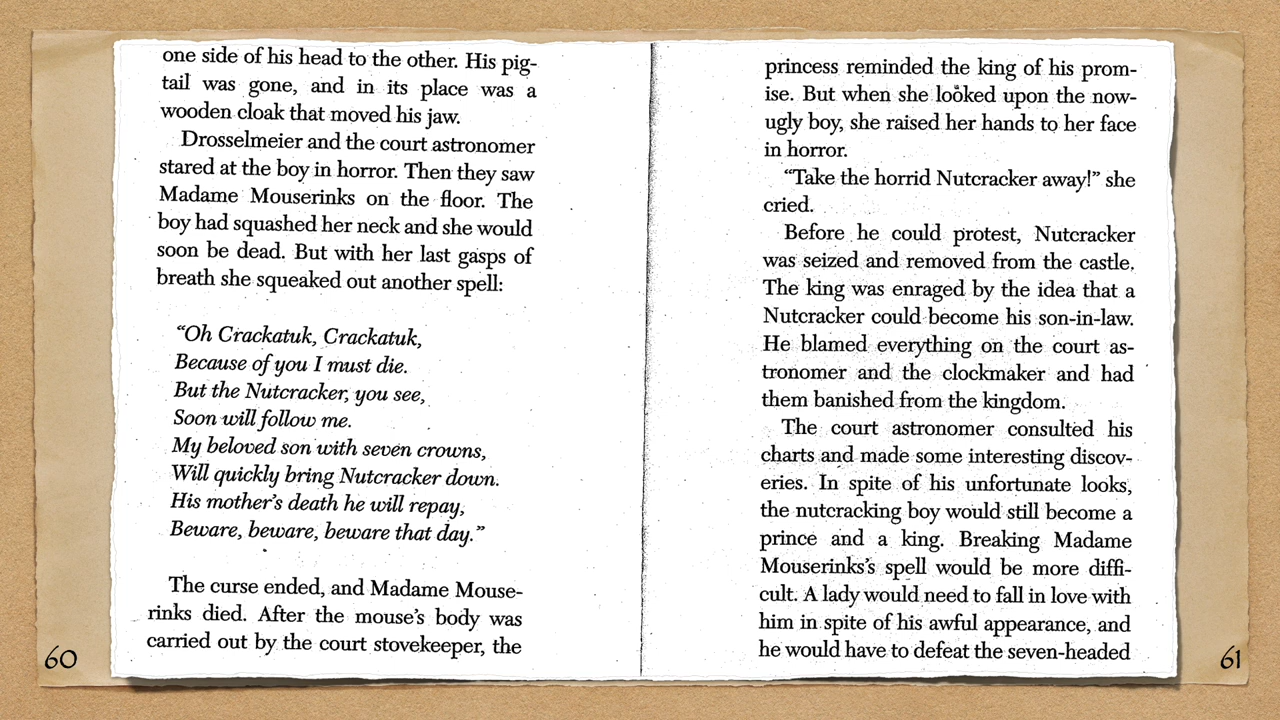 one side of his head to the other. His pig-
tail was gone, and in its place was a
wooden cloak that moved his jaw.
Drosselmeier and the court astronomer
stared at the boy in horror. Then they saw
Madame Mouserinks on the floor. The
boy had squashed her neck and she would
soon be dead. But with her last gasps of
breath she squeaked out another spell:
“Oh Crackatuk, Crackatuk,
Because of you I must die.
But the Nutcracker, you see,
Soon will follow me.
My beloved son with seven crowns,
Will quickly bring Nutcracker down.
His mother’s death he will repay,
Beware, beware, beware that day.”
The curse ended, and Madame Mouse-
rinks died. After the mouse’s body was
carried out by the court stovekeeper, the
60
princess reminded the king of his prom-
ise. But when she looked upon the now-
ugly boy, she raised her hands to her face
in horror.
“Take the horrid Nutcracker away!” she
cried.
Before he could protest, Nutcracker
was seized and removed from the castle.
The king was enraged by the idea that a
Nutcracker could become his son-in-law.
He blamed everything on the court as-
tronomer and the clockmaker and had
them banished from the kingdom.
The court astronomer consulted his
charts and made some interesting discov-
eries. In spite of his unfortunate looks,
the nutcracking boy would still become a
prince and a king. Breaking Madame
Mouserinks’s spell would be more diffi-
cult. A lady would need to fall in love with
him in spite of his awful appearance, and
he would have to defeat the seven-headed
61